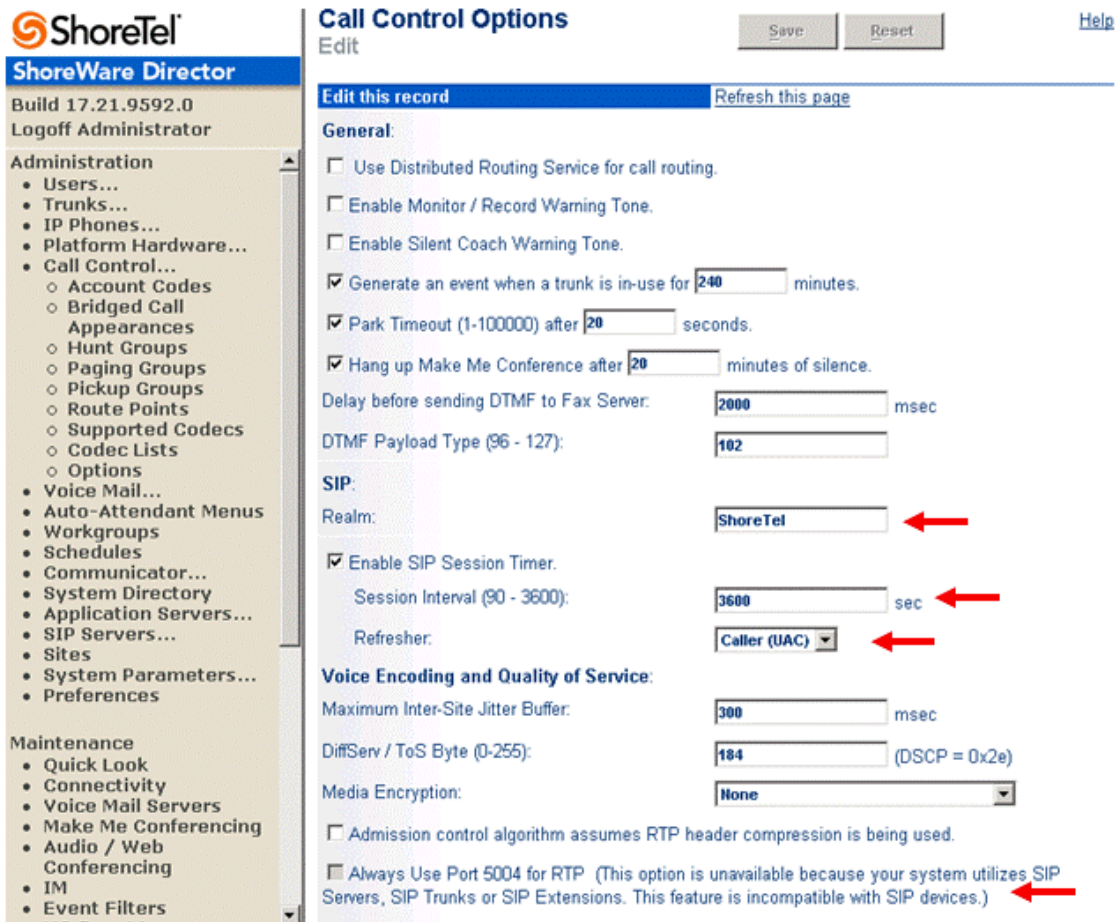 ShoreTel
ShoreWare Director
Build 17.21.9592.0
Logoff Administrator
Administration
Users...
Trunks...
IP Phones...
Platform Hardware...
Call Control...
Account Codes
Bridged Call
Appearances
Hunt Groups
Paging Groups
Pickup Groups
Route Points
Supported Codecs
Codec Lists
Options
Voice Mail...
Auto-Attendant Menus
Workgroups
Schedules
Communicator...
System Directory
Application Servers...
SIP Servers...
Sites
System Parameters...
Preferences
Maintenance
Quick Look
Connectivity
Voice Mail Servers
Make Me Conferencing
Audio / Web
Conferencing
IM
Event Filters
Call Control Options
Edit
Save Reset
Help
Edit this record Refresh this page
General:
Use Distributed Routing Service for call routing.
Enable Monitor / Record Warning Tone.
Enable Silent Coach Warning Tone.
Generate an event when a trunk is in-use for 240 minutes.
Park Timeout (1-100000) after 20 seconds.
Hang up Make Me Conference after 20 minutes of silence.
Delay before sending DTMF to Fax Server: 2000 msec
DTMF Payload Type (96 - 127): 102
SIP:
Realm: ShoreTel
Enable SIP Session Timer.
Session Interval (90 - 3600): 3600 sec
Refresher: Caller (UAC)
Voice Encoding and Quality of Service:
Maximum Inter-Site Jitter Buffer: 300 msec
DiffServ / ToS Byte (0-255): 184 (DSCP = 0x2e)
Media Encryption: None
Admission control algorithm assumes RTP header compression is being used.
Always Use Port 5004 for RTP (This option is unavailable because your system utilizes SIP
Servers, SIP Trunks or SIP Extensions. This feature is incompatible with SIP devices.)